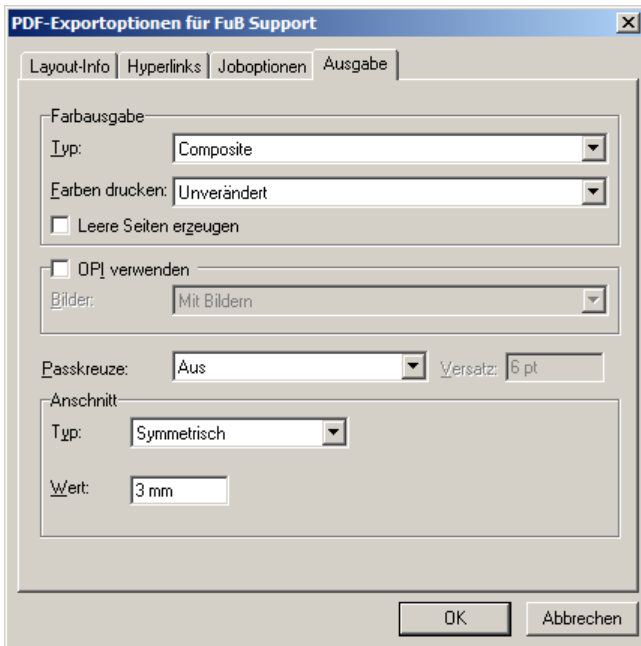 PDF-Exportoptionen für FuB Support
Layout-Info Hyperlinks Joboptionen Ausgabe
Farbausgabe
Typ: Composite
Farben drucken: Unverändert
Leere Seiten erzeugen
OPI verwenden
Bilder: Mit Bildern
Passkreuze: Aus Versatz: 6 pt
Anschnitt
Typ: Symmetrisch
Wert: 3 mm
OK Abbrechen